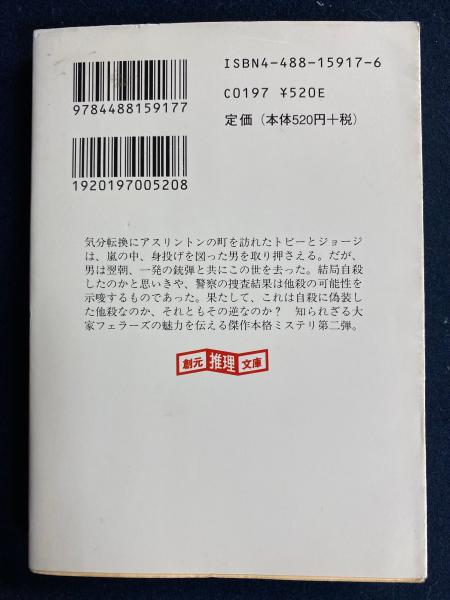 ISBN4-488-15917-6
C0197 ¥520E
定価(本体520円+税)
9784488159177
1920197005208
気分転換にアスリントンの町を訪れたトビーとジョージ
は、嵐の中、身投げを図った男を取り押さえる。だが、
男は翌朝、一発の銃弾と共にこの世を去った。結局自殺
したのかと思いきや、警察の捜査結果は他殺の可能性を
示唆するものであった。果たして、これは自殺に偽装し
た他殺なのか、それともその逆なのか? 知られざる大
家フェラーズの魅力を伝える傑作本格ミステリ第二弾。
創元推理文庫